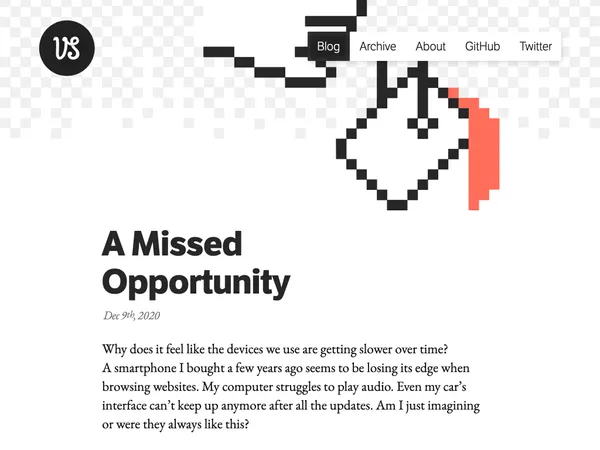 VS
Blog Archive About GitHub Twitter
A Missed
Opportunity
Dec 9th, 2020
Why does it feel like the devices we use are getting slower over time?
A smartphone I bought a few years ago seems to be losing its edge when
browsing websites. My computer struggles to play audio. Even my car’s
interface can’t keep up anymore after all the updates. Am I just imagining
or were they always like this?